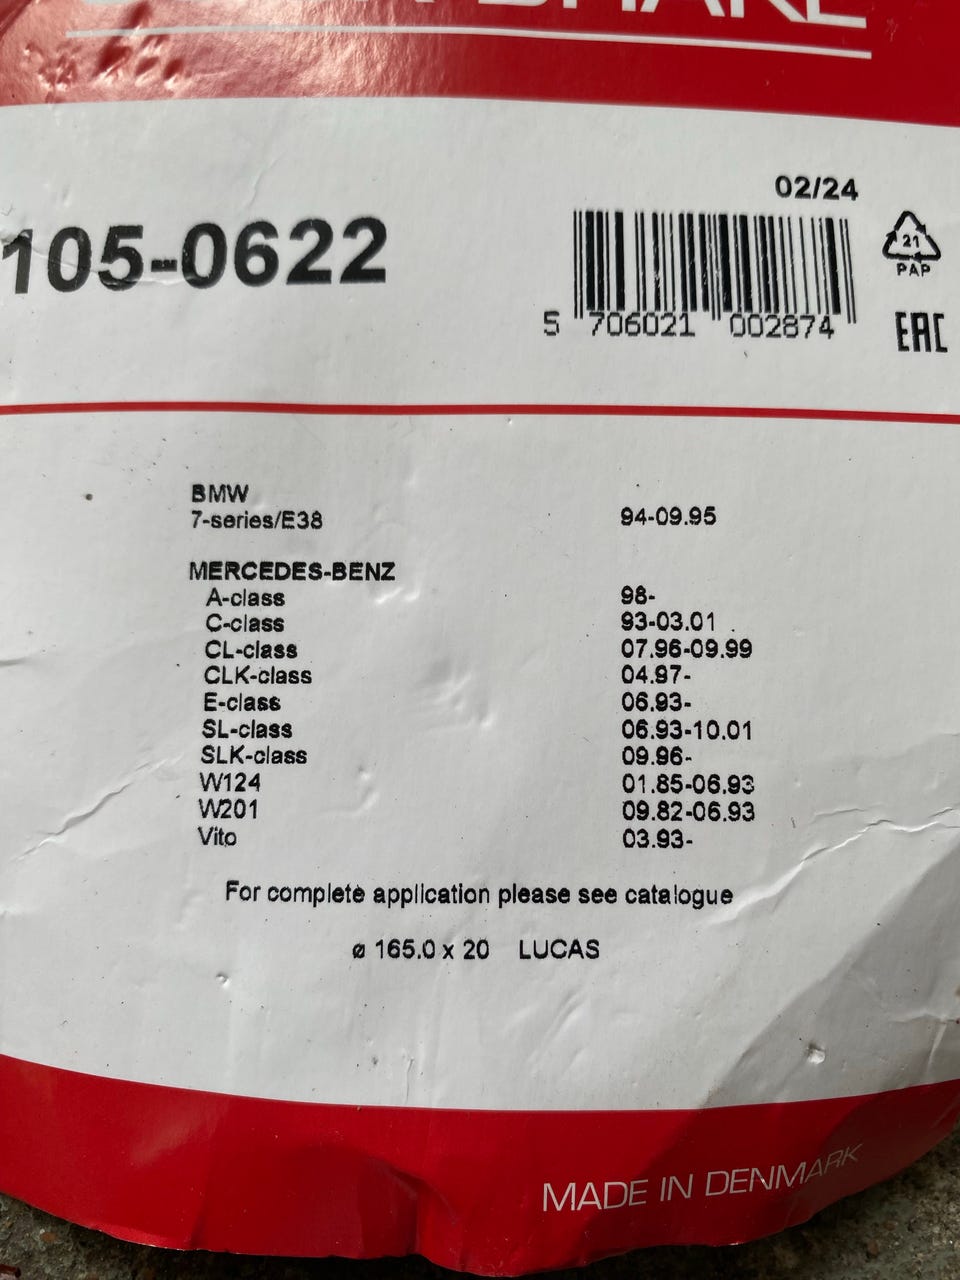 02/24
105-0622
21
PAP
5 706021 002874
EAC
BMW
7-series/E38 94-09.95
MERCEDES-BENZ
A-class 98-
C-class 93-03.01
CL-class 07.96-09.99
CLK-class 04.97-
E-class 06.93-
SL-class 06.93-10.01
SLK-class 09.96-
W124 01.85-06.93
W201 09.82-06.93
Vito 03.93-
For complete application please see catalogue
ø 165.0 x 20 LUCAS
MADE IN DENMARK